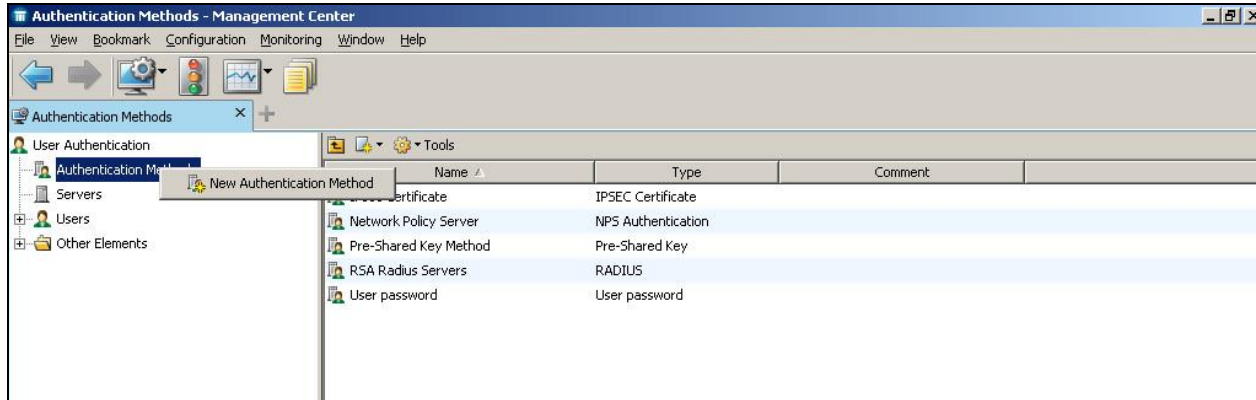 Authentication Methods - Management Center
File View Bookmark Configuration Monitoring Window Help
Authentication Methods
User Authentication
Tools
Authentication
New Authentication Method
Name Type Comment
Servers
Certificate IPSEC Certificate
Users
Network Policy Server NPS Authentication
Other Elements
Pre-Shared Key Method Pre-Shared Key
RSA Radius Servers RADIUS
User password User password